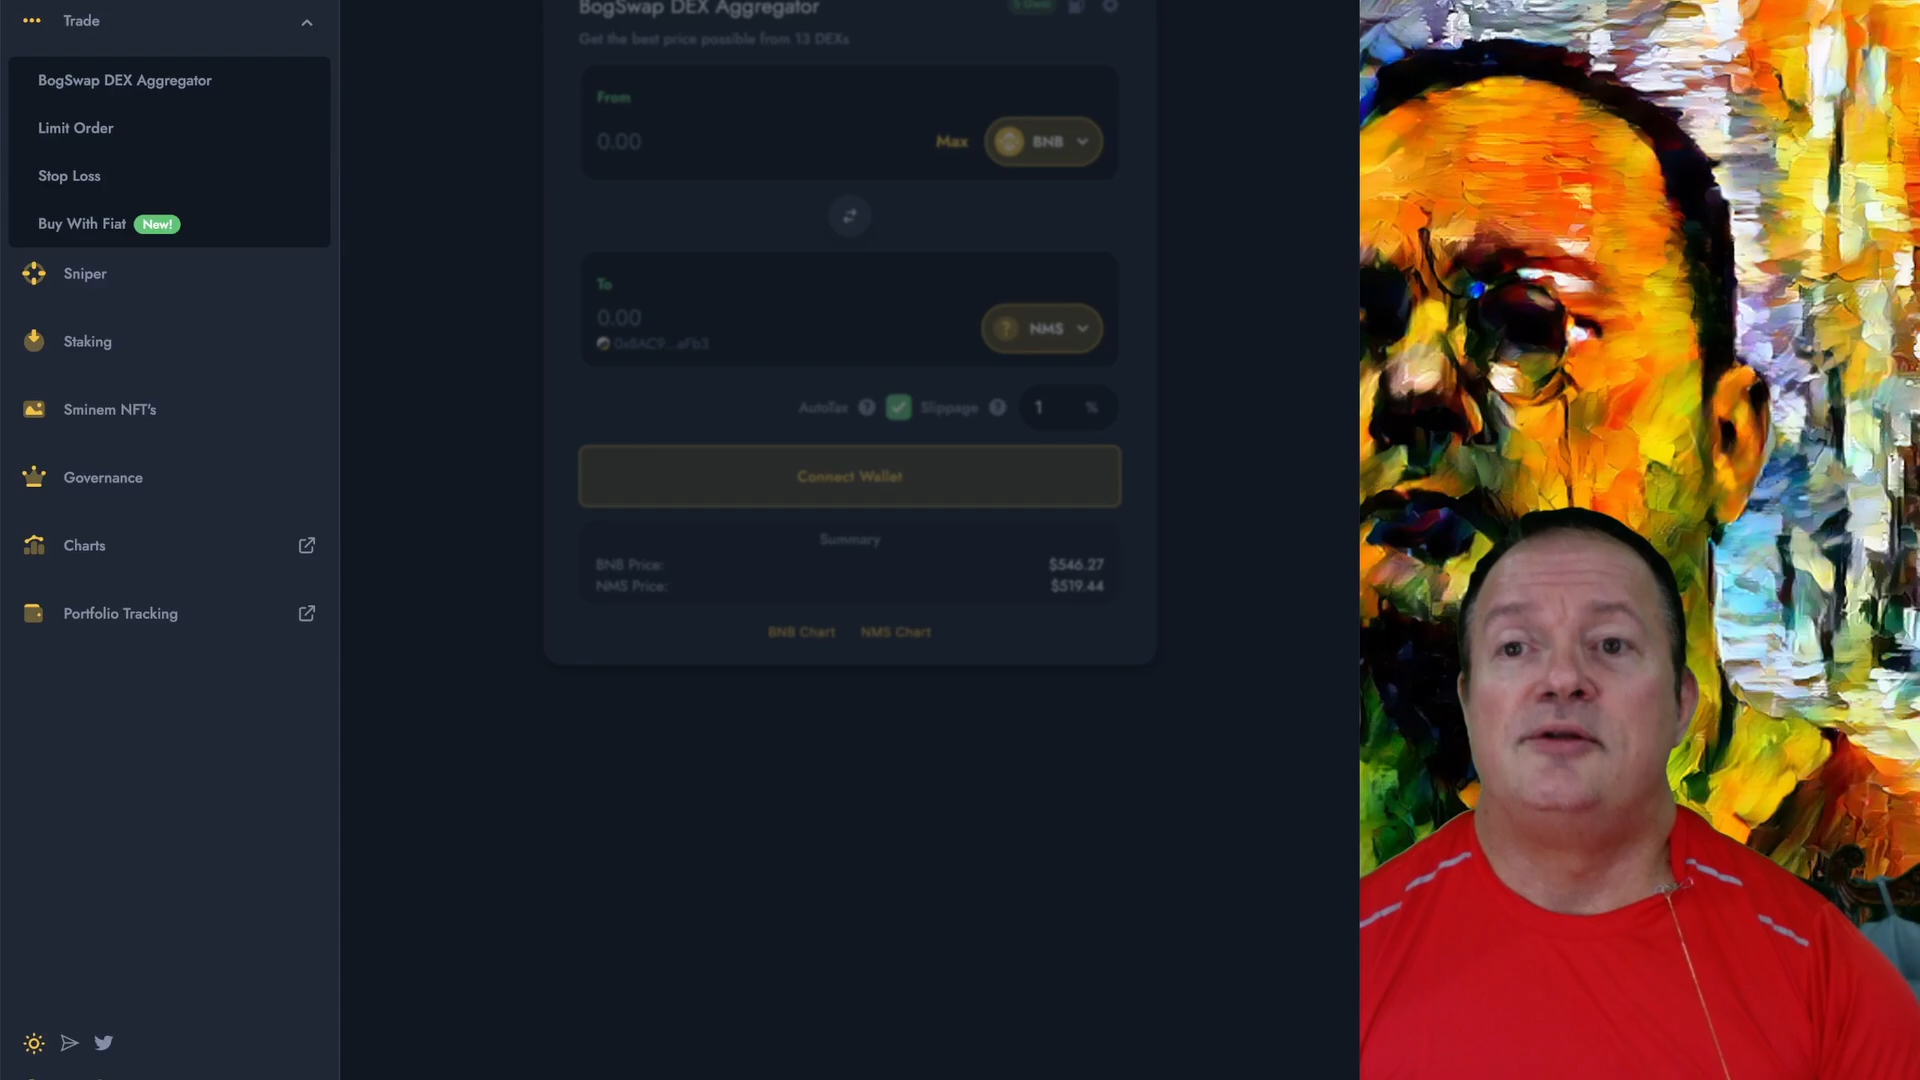 Trade
BogSwap DEX Aggregator
Limit Order
Stop Loss
Buy With Fiat New!
Sniper
Staking
Sminem NFT's
Governance
Charts
Portfolio Tracking
BogSwap DEX Aggregator
Get the best price possible from 13 DEXs
From
0.00 Max BNB
To
0.00 NMS
0x8AC9...aFb3
AutoTax ? Slippage ? 1 %
Connect Wallet
Summary
BNB Price: $546.27
NMS Price: $519.44
BNB Chart NMS Chart